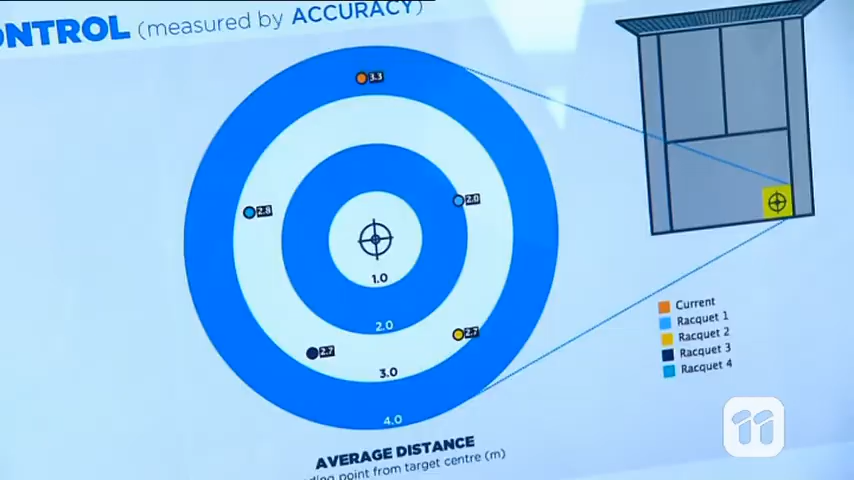 (measured by ACCURACY)
3.3
2.8
2.0
2.7
2.7
1.0
2.0
3.0
4.0
Current
Racquet 1
Racquet 2
Racquet 3
Racquet 4
AVERAGE DISTANCE
point from target centre (m)
11